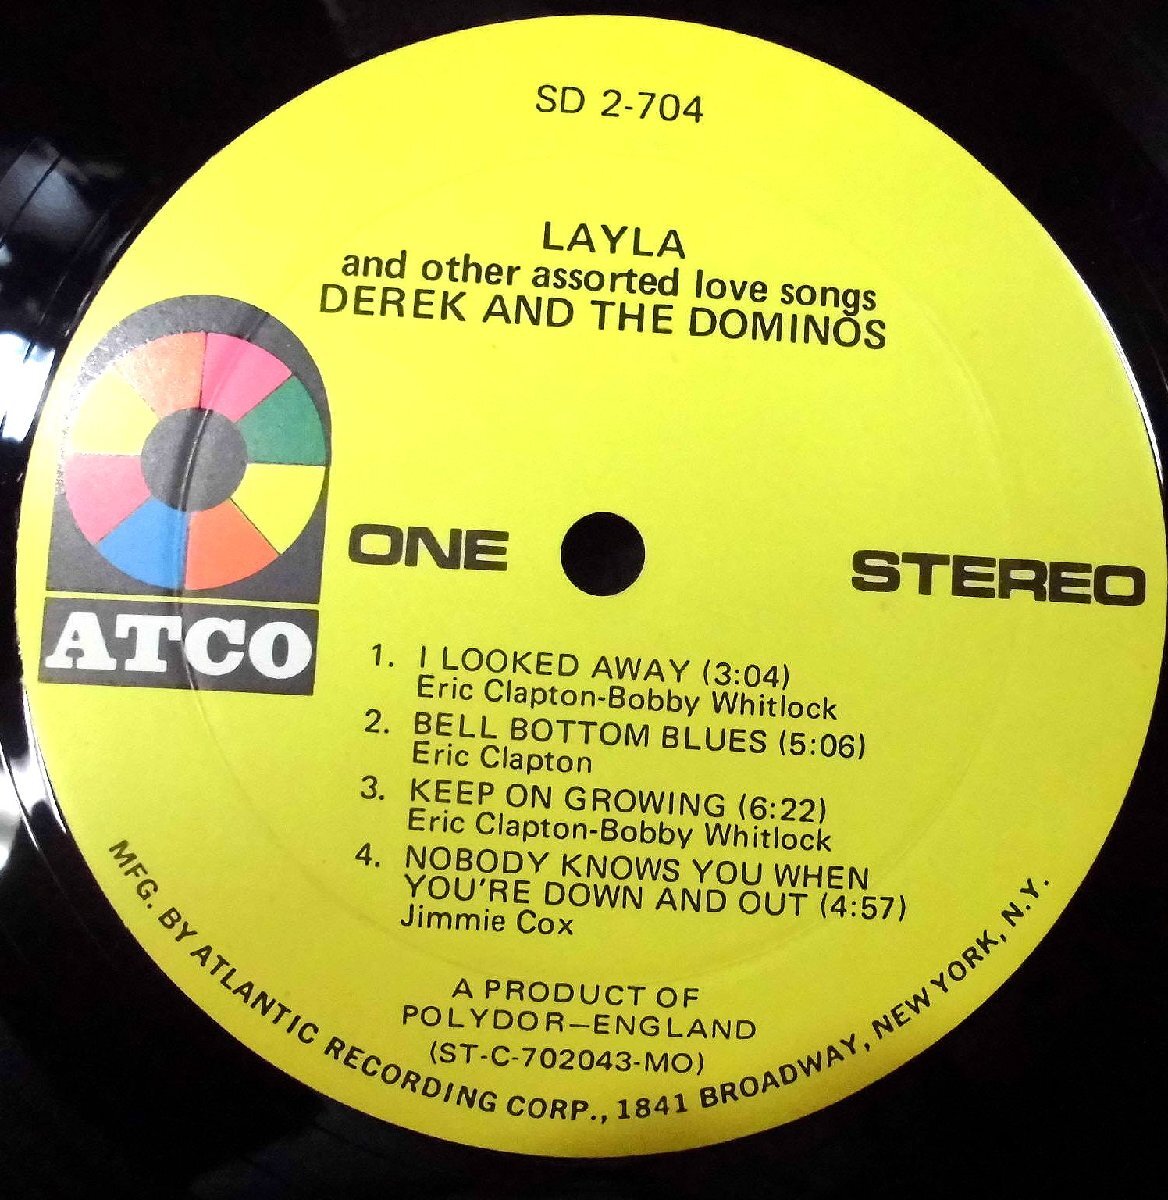 SD 2-704
LAYLA
and other assorted love songs
DEREK AND THE DOMINOS
ATCO
ONE
STEREO
1. I LOOKED AWAY (3:04)
Eric Clapton-Bobby Whitlock
2. BELL BOTTOM BLUES (5:06)
Eric Clapton
3. KEEP ON GROWING (6:22)
Eric Clapton-Bobby Whitlock
4. NOBODY KNOWS YOU WHEN
YOU'RE DOWN AND OUT (4:57)
Jimmie Cox
A PRODUCT OF
POLYDOR—ENGLAND
(ST-C-702043-MO)
MFG. BY ATLANTIC RECORDING CORP., 1841 BROADWAY, NEW YORK, N.Y.